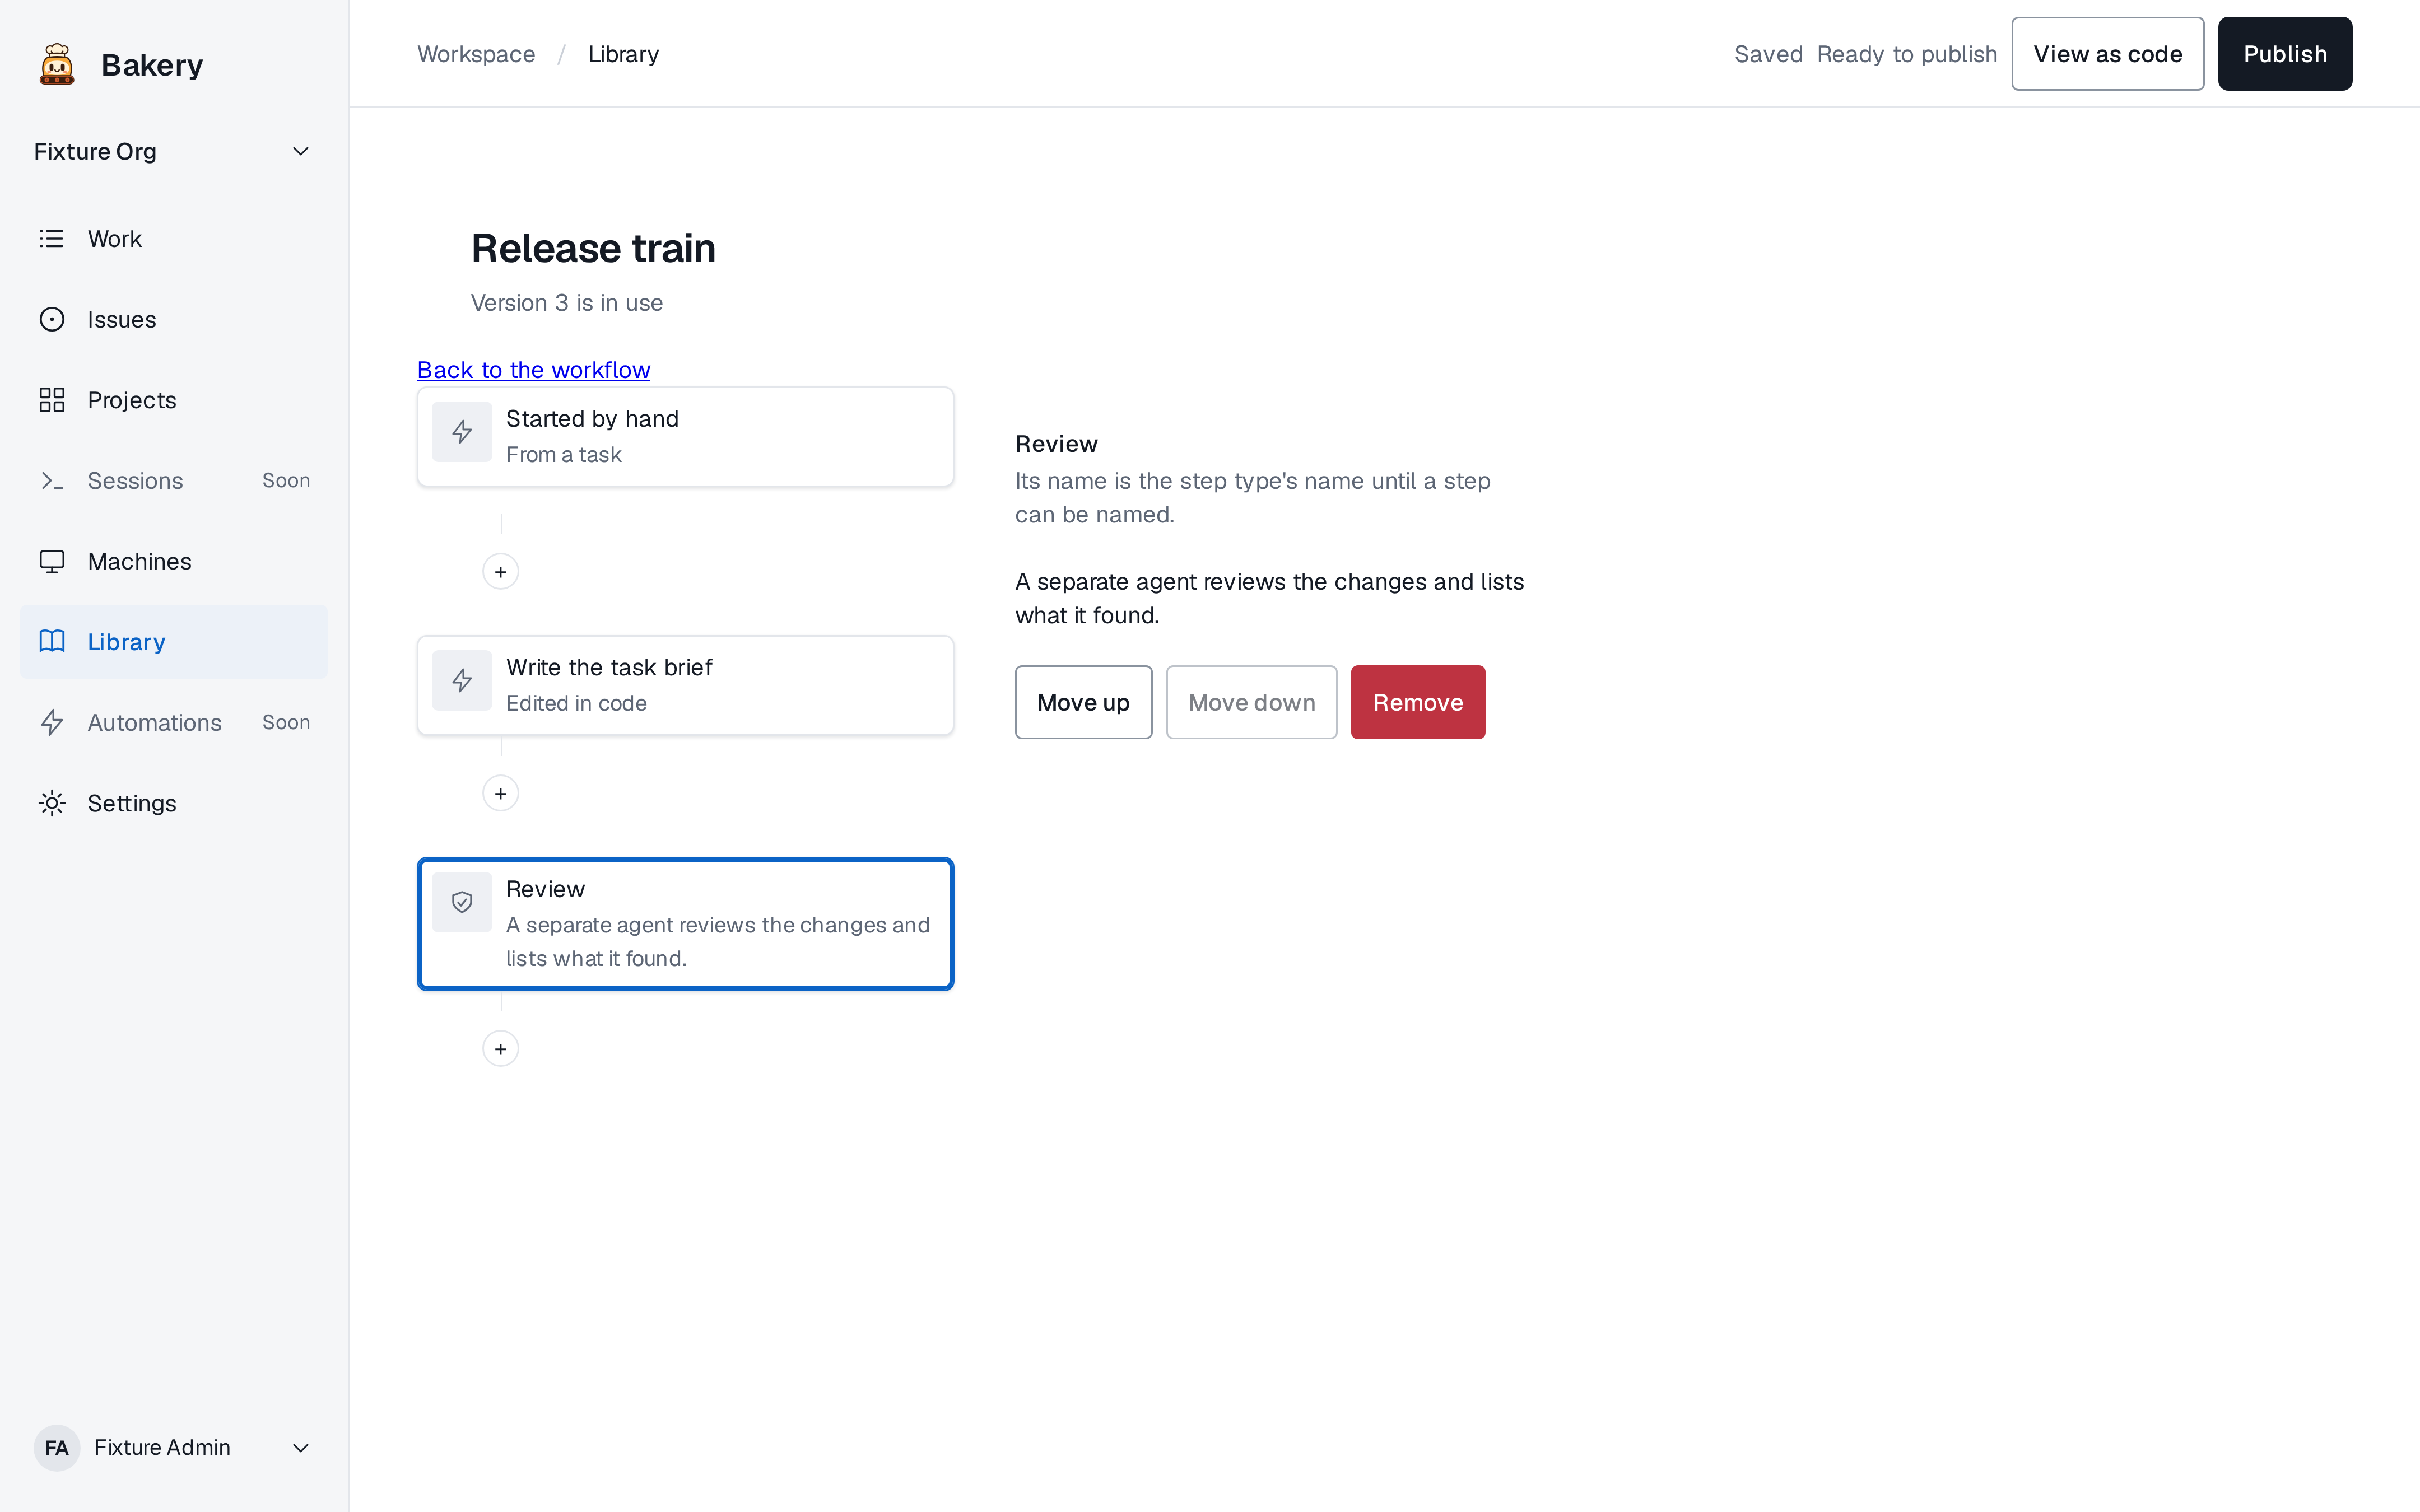 Bakery
Fixture Org
Work
Issues
Projects
Sessions Soon
Machines
Library
Automations Soon
Settings
FA Fixture Admin
Workspace / Library
Saved Ready to publish View as code Publish
Release train
Version 3 is in use
Back to the workflow
Started by hand
From a task
+
Write the task brief
Edited in code
+
Review
A separate agent reviews the changes and
lists what it found.
+
Review
Its name is the step type's name until a step
can be named.
A separate agent reviews the changes and lists
what it found.
Move up Move down Remove